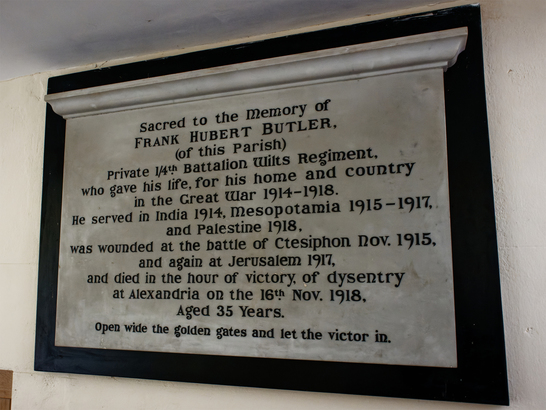 Sacred to the Memory of
FRANK HUBERT BUTLER,
(of this Parish)
Private 1/4th Battalion Wilts Regiment,
who gave his life, for his home and country
in the Great War 1914-1918.
He served in India 1914, Mesopotamia 1915-1917,
and Palestine 1918,
was wounded at the battle of Ctesiphon Nov. 1915,
and again at Jerusalem 1917,
and died in the hour of victory, of dysentry
at Alexandria on the 16th Nov. 1918,
Aged 35 Years.
Open wide the golden gates and let the victor in.